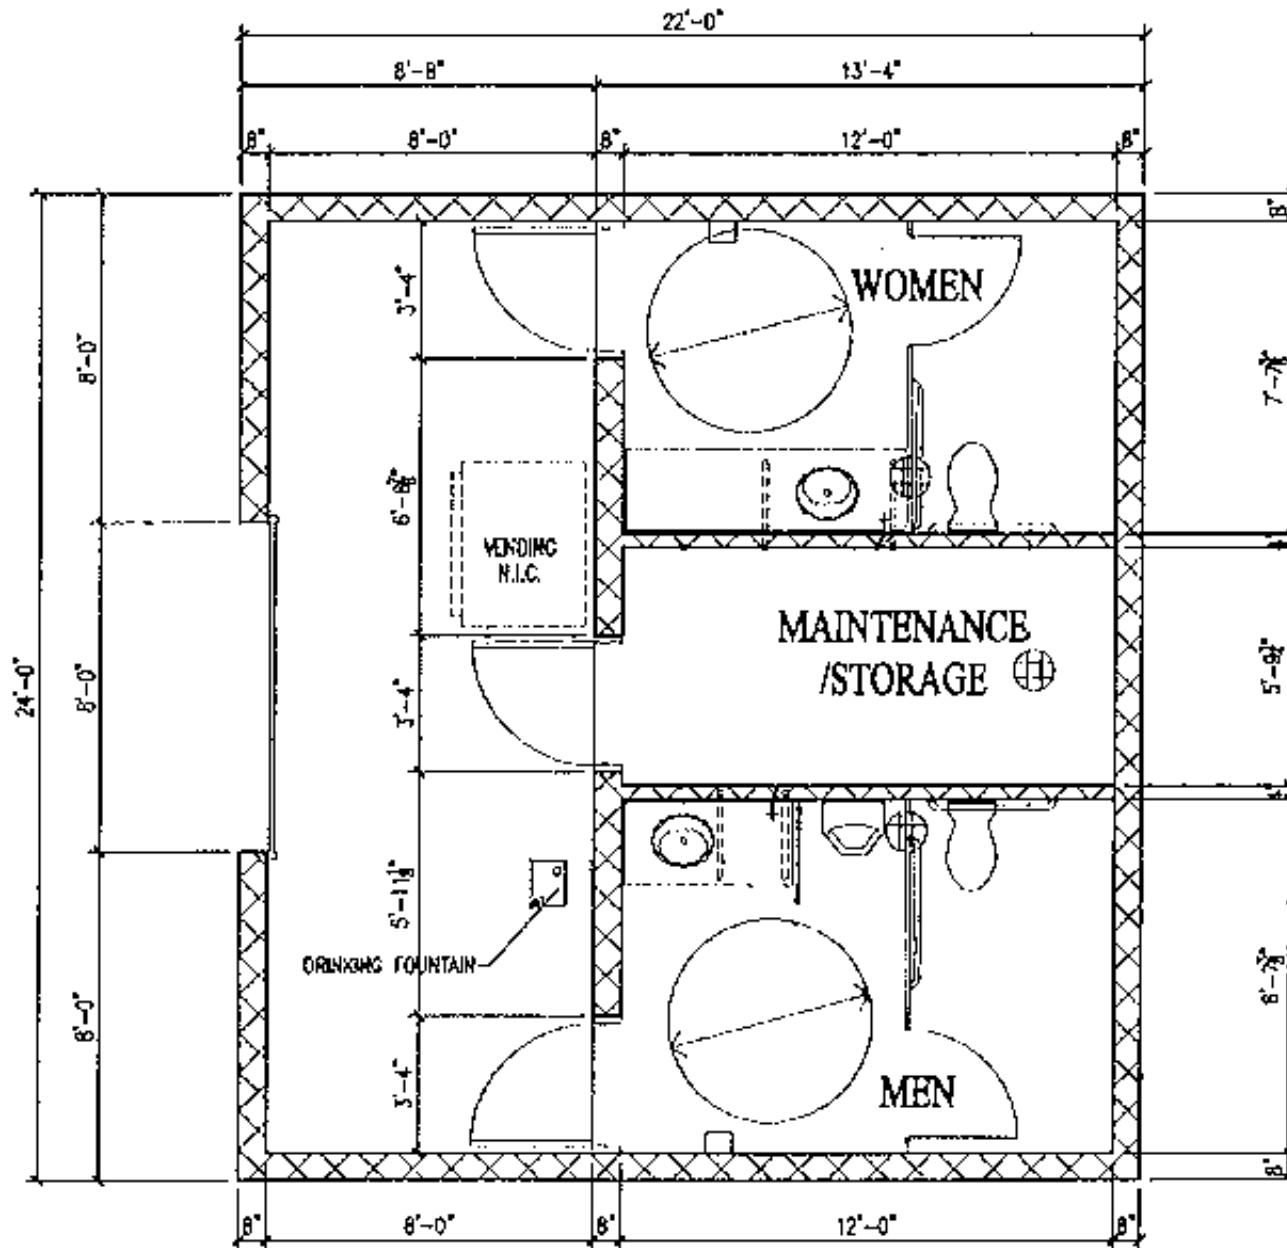 22'-0"
8'-8" 13'-4"
8" 8'-0" 8" 12'-0" 8"
8"
WOMEN
3'-4"
8'-0"
VENDING
N.I.C.
MAINTENANCE
/STORAGE
24'-0"
8'-0"
3'-4"
DRINKING FOUNTAIN
8'-0"
3'-4"
MEN
8"
8" 8'-0" 8" 12'-0" 8"